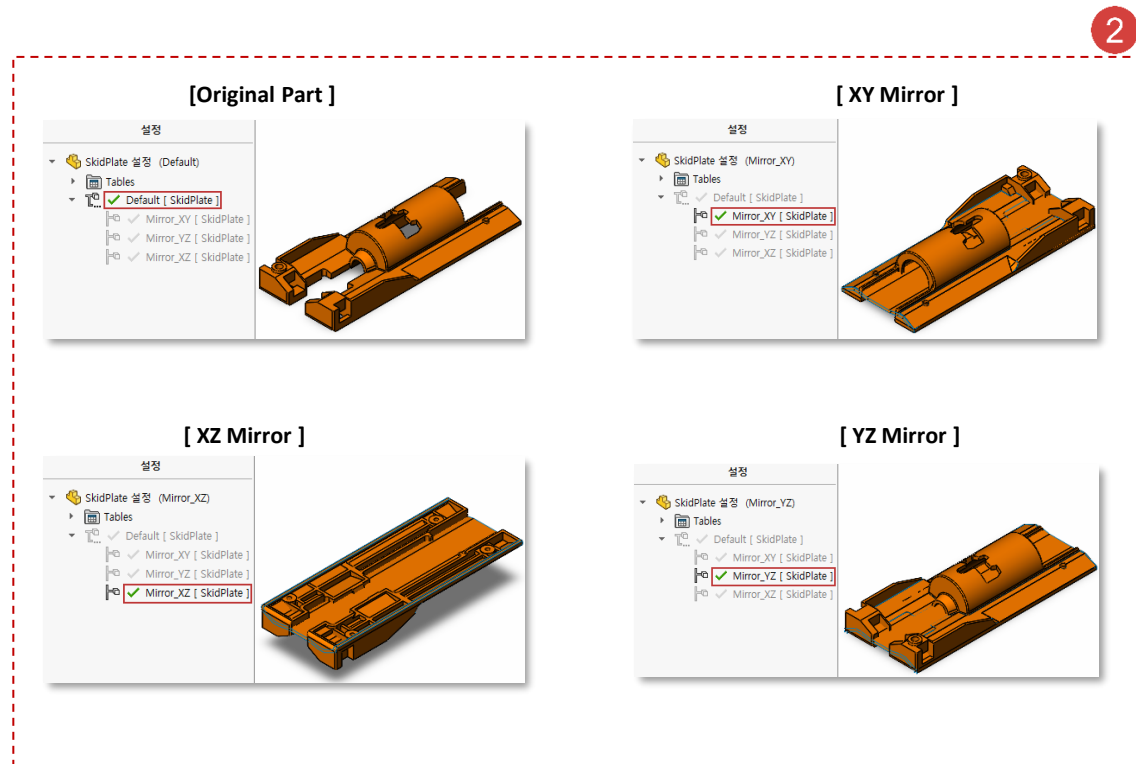 2
[Original Part ]
설정
SkidPlate 설정 (Default)
Tables
Default [ SkidPlate ]
Mirror_XY [ SkidPlate ]
Mirror_YZ [ SkidPlate ]
Mirror_XZ [ SkidPlate ]
[ XY Mirror ]
설정
SkidPlate 설정 (Mirror_XY)
Tables
Default [ SkidPlate ]
Mirror_XY [ SkidPlate ]
Mirror_YZ [ SkidPlate ]
Mirror_XZ [ SkidPlate ]
[ XZ Mirror ]
설정
SkidPlate 설정 (Mirror_XZ)
Tables
Default [ SkidPlate ]
Mirror_XY [ SkidPlate ]
Mirror_YZ [ SkidPlate ]
Mirror_XZ [ SkidPlate ]
[ YZ Mirror ]
설정
SkidPlate 설정 (Mirror_YZ)
Tables
Default [ SkidPlate ]
Mirror_XY [ SkidPlate ]
Mirror_YZ [ SkidPlate ]
Mirror_XZ [ SkidPlate ]